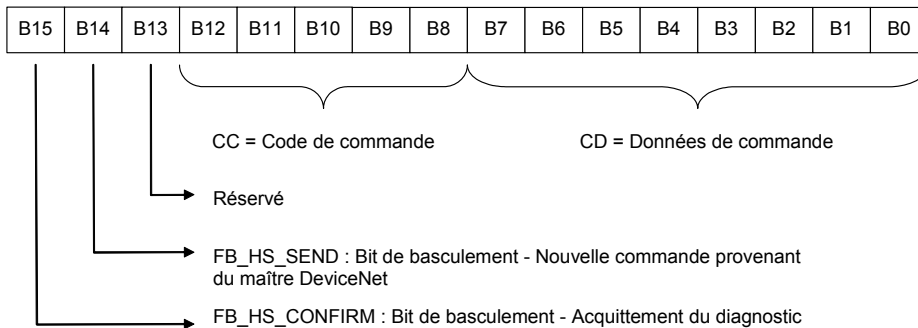 B15 B14 B13 B12 B11 B10 B9 B8 B7 B6 B5 B4 B3 B2 B1 B0
CC = Code de commande CD = Données de commande
Réservé
FB_HS_SEND : Bit de basculement - Nouvelle commande provenant
du maître DeviceNet
FB_HS_CONFIRM : Bit de basculement - Acquittement du diagnostic